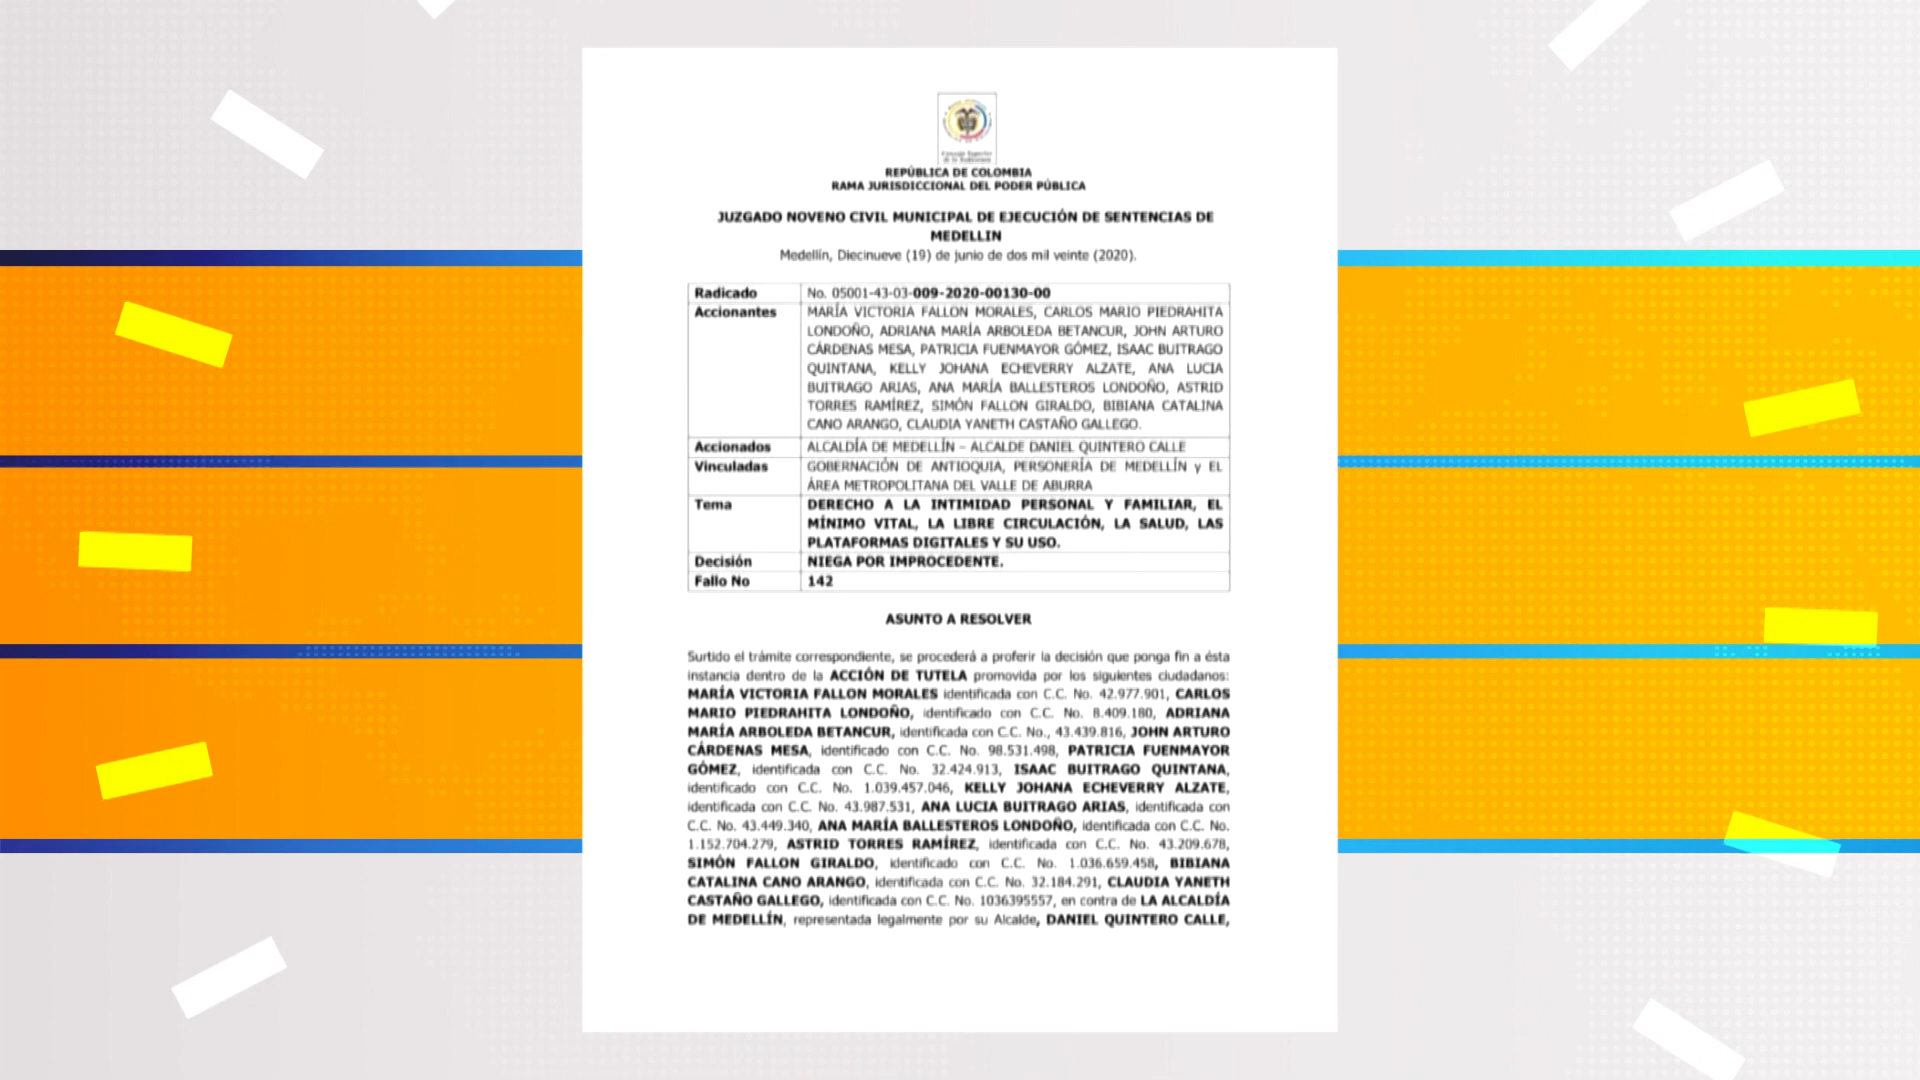 Consejo Superior
de la Judicatura
REPÚBLICA DE COLOMBIA
RAMA JURISDICCIONAL DEL PODER PÚBLICA
JUZGADO NOVENO CIVIL MUNICIPAL DE EJECUCIÓN DE SENTENCIAS DE
MEDELLIN
Medellín, Diecinueve (19) de junio de dos mil veinte (2020).
Radicado No. 05001-43-03-009-2020-00130-00
Accionantes MARÍA VICTORIA FALLON MORALES, CARLOS MARIO PIEDRAHITA
LONDOÑO, ADRIANA MARÍA ARBOLEDA BETANCUR, JOHN ARTURO
CÁRDENAS MESA, PATRICIA FUENMAYOR GÓMEZ, ISAAC BUITRAGO
QUINTANA, KELLY JOHANA ECHEVERRY ALZATE, ANA LUCIA
BUITRAGO ARIAS, ANA MARÍA BALLESTEROS LONDOÑO, ASTRID
TORRES RAMÍREZ, SIMÓN FALLON GIRALDO, BIBIANA CATALINA
CANO ARANGO, CLAUDIA YANETH CASTAÑO GALLEGO.
Accionados ALCALDÍA DE MEDELLÍN – ALCALDE DANIEL QUINTERO CALLE
Vinculadas GOBERNACIÓN DE ANTIOQUIA, PERSONERÍA DE MEDELLÍN y EL
ÁREA METROPOLITANA DEL VALLE DE ABURRA
Tema DERECHO A LA INTIMIDAD PERSONAL Y FAMILIAR, EL
MÍNIMO VITAL, LA LIBRE CIRCULACIÓN, LA SALUD, LAS
PLATAFORMAS DIGITALES Y SU USO.
Decisión NIEGA POR IMPROCEDENTE.
Fallo No 142
ASUNTO A RESOLVER
Surtido el trámite correspondiente, se procederá a proferir la decisión que ponga fin a ésta
instancia dentro de la ACCIÓN DE TUTELA promovida por los siguientes ciudadanos:
MARÍA VICTORIA FALLON MORALES identificada con C.C. No. 42.977.901, CARLOS
MARIO PIEDRAHITA LONDOÑO, identificado con C.C. No. 8.409.180, ADRIANA
MARÍA ARBOLEDA BETANCUR, identificada con C.C. No., 43.439.816, JOHN ARTURO
CÁRDENAS MESA, identificado con C.C. No. 98.531.498, PATRICIA FUENMAYOR
GÓMEZ, identificada con C.C. No. 32.424.913, ISAAC BUITRAGO QUINTANA,
identificado con C.C. No. 1.039.457.046, KELLY JOHANA ECHEVERRY ALZATE,
identificada con C.C. No. 43.987.531, ANA LUCIA BUITRAGO ARIAS, identificada con
C.C. No. 43.449.340, ANA MARÍA BALLESTEROS LONDOÑO, identificada con C.C. No.
1.152.704.279, ASTRID TORRES RAMÍREZ, identificada con C.C. No. 43.209.678,
SIMÓN FALLON GIRALDO, identificado con C.C. No. 1.036.659.458, BIBIANA
CATALINA CANO ARANGO, identificada con C.C. No. 32.184.291, CLAUDIA YANETH
CASTAÑO GALLEGO, identificada con C.C. No. 1036395557, en contra de LA ALCALDÍA
DE MEDELLÍN, representada legalmente por su Alcalde, DANIEL QUINTERO CALLE,